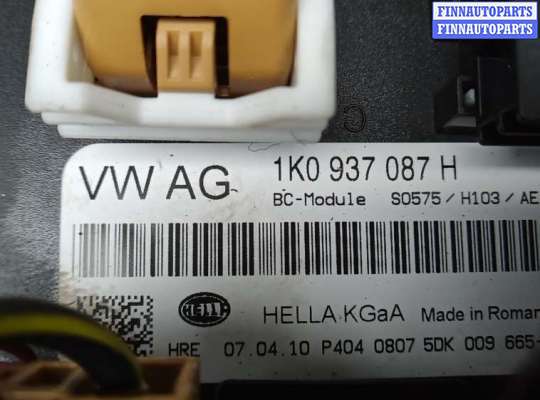 FINNAUTOPARTS
FINNAUTOPARTS
VW AG
1K0 937 087 H
BC-Module S0575/H103/AE
HELLA
HELLA KGaA Made in Roman
HRE 07.04.10 P404 0807 5DK 009 665-